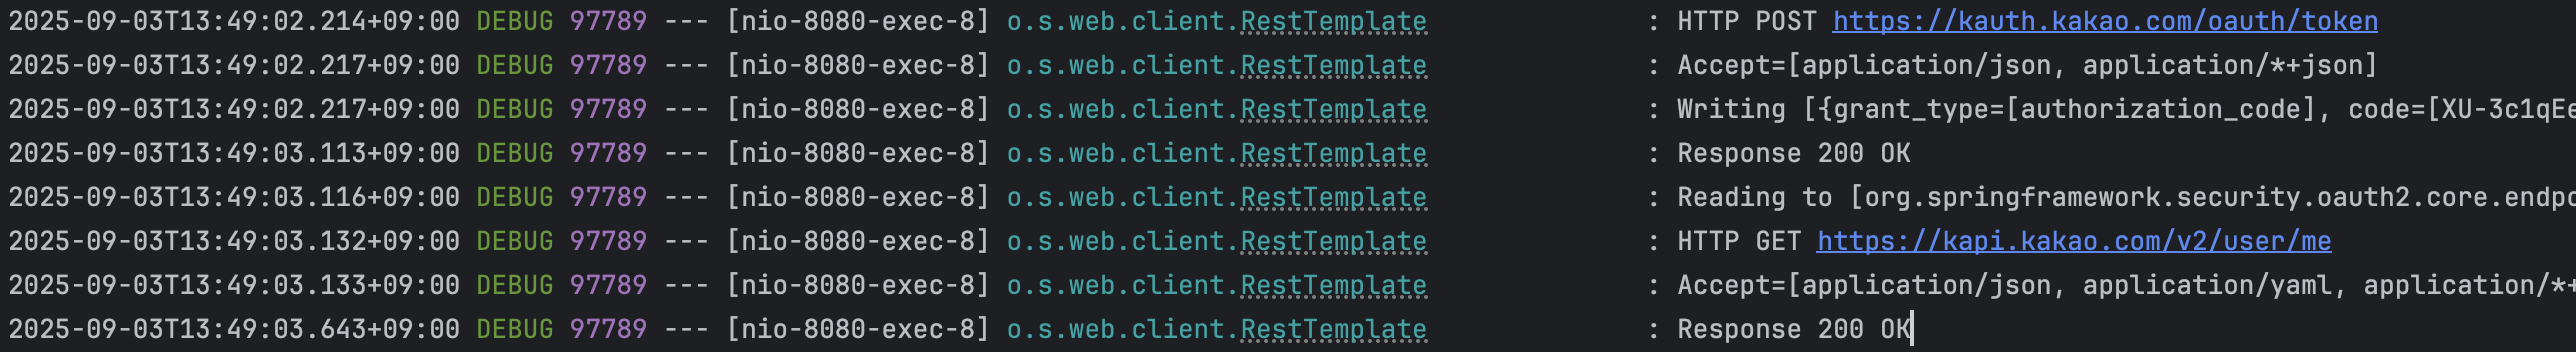 2025-09-03T13:49:02.214+09:00 DEBUG 97789 --- [nio-8080-exec-8] o.s.web.client.RestTemplate : HTTP POST https://kauth.kakao.com/oauth/token
2025-09-03T13:49:02.217+09:00 DEBUG 97789 --- [nio-8080-exec-8] o.s.web.client.RestTemplate : Accept=[application/json, application/*+json]
2025-09-03T13:49:02.217+09:00 DEBUG 97789 --- [nio-8080-exec-8] o.s.web.client.RestTemplate : Writing [{grant_type=[authorization_code], code=[XU-3c1qEe
2025-09-03T13:49:03.113+09:00 DEBUG 97789 --- [nio-8080-exec-8] o.s.web.client.RestTemplate : Response 200 OK
2025-09-03T13:49:03.116+09:00 DEBUG 97789 --- [nio-8080-exec-8] o.s.web.client.RestTemplate : Reading to [org.springframework.security.oauth2.core.endpo
2025-09-03T13:49:03.132+09:00 DEBUG 97789 --- [nio-8080-exec-8] o.s.web.client.RestTemplate : HTTP GET https://kapi.kakao.com/v2/user/me
2025-09-03T13:49:03.133+09:00 DEBUG 97789 --- [nio-8080-exec-8] o.s.web.client.RestTemplate : Accept=[application/json, application/yaml, application/*+
2025-09-03T13:49:03.643+09:00 DEBUG 97789 --- [nio-8080-exec-8] o.s.web.client.RestTemplate : Response 200 OK